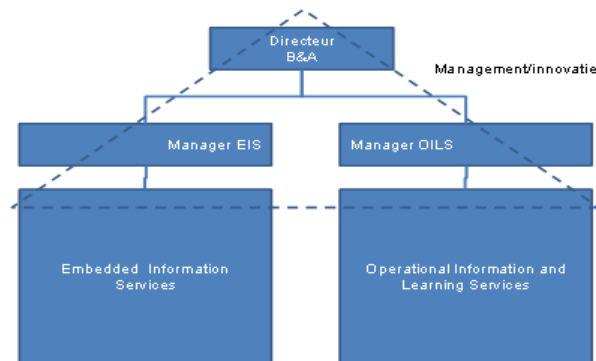 Directeur
B&A
Management/innovatie
Manager EIS
Manager OILS
Embedded Information
Services
Operational Information and
Learning Services